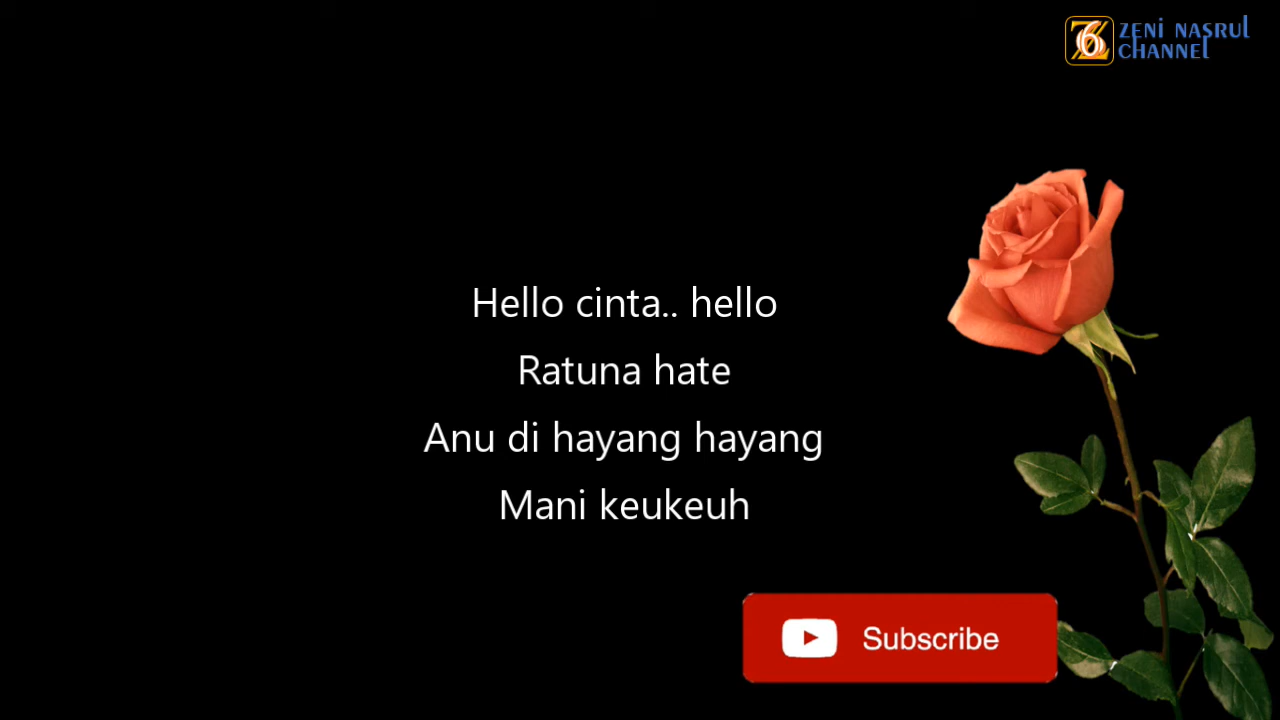 ZENI NASRUL
CHANNEL
Hello cinta.. hello
Ratuna hate
Anu di hayang hayang
Mani keukeuh
Subscribe